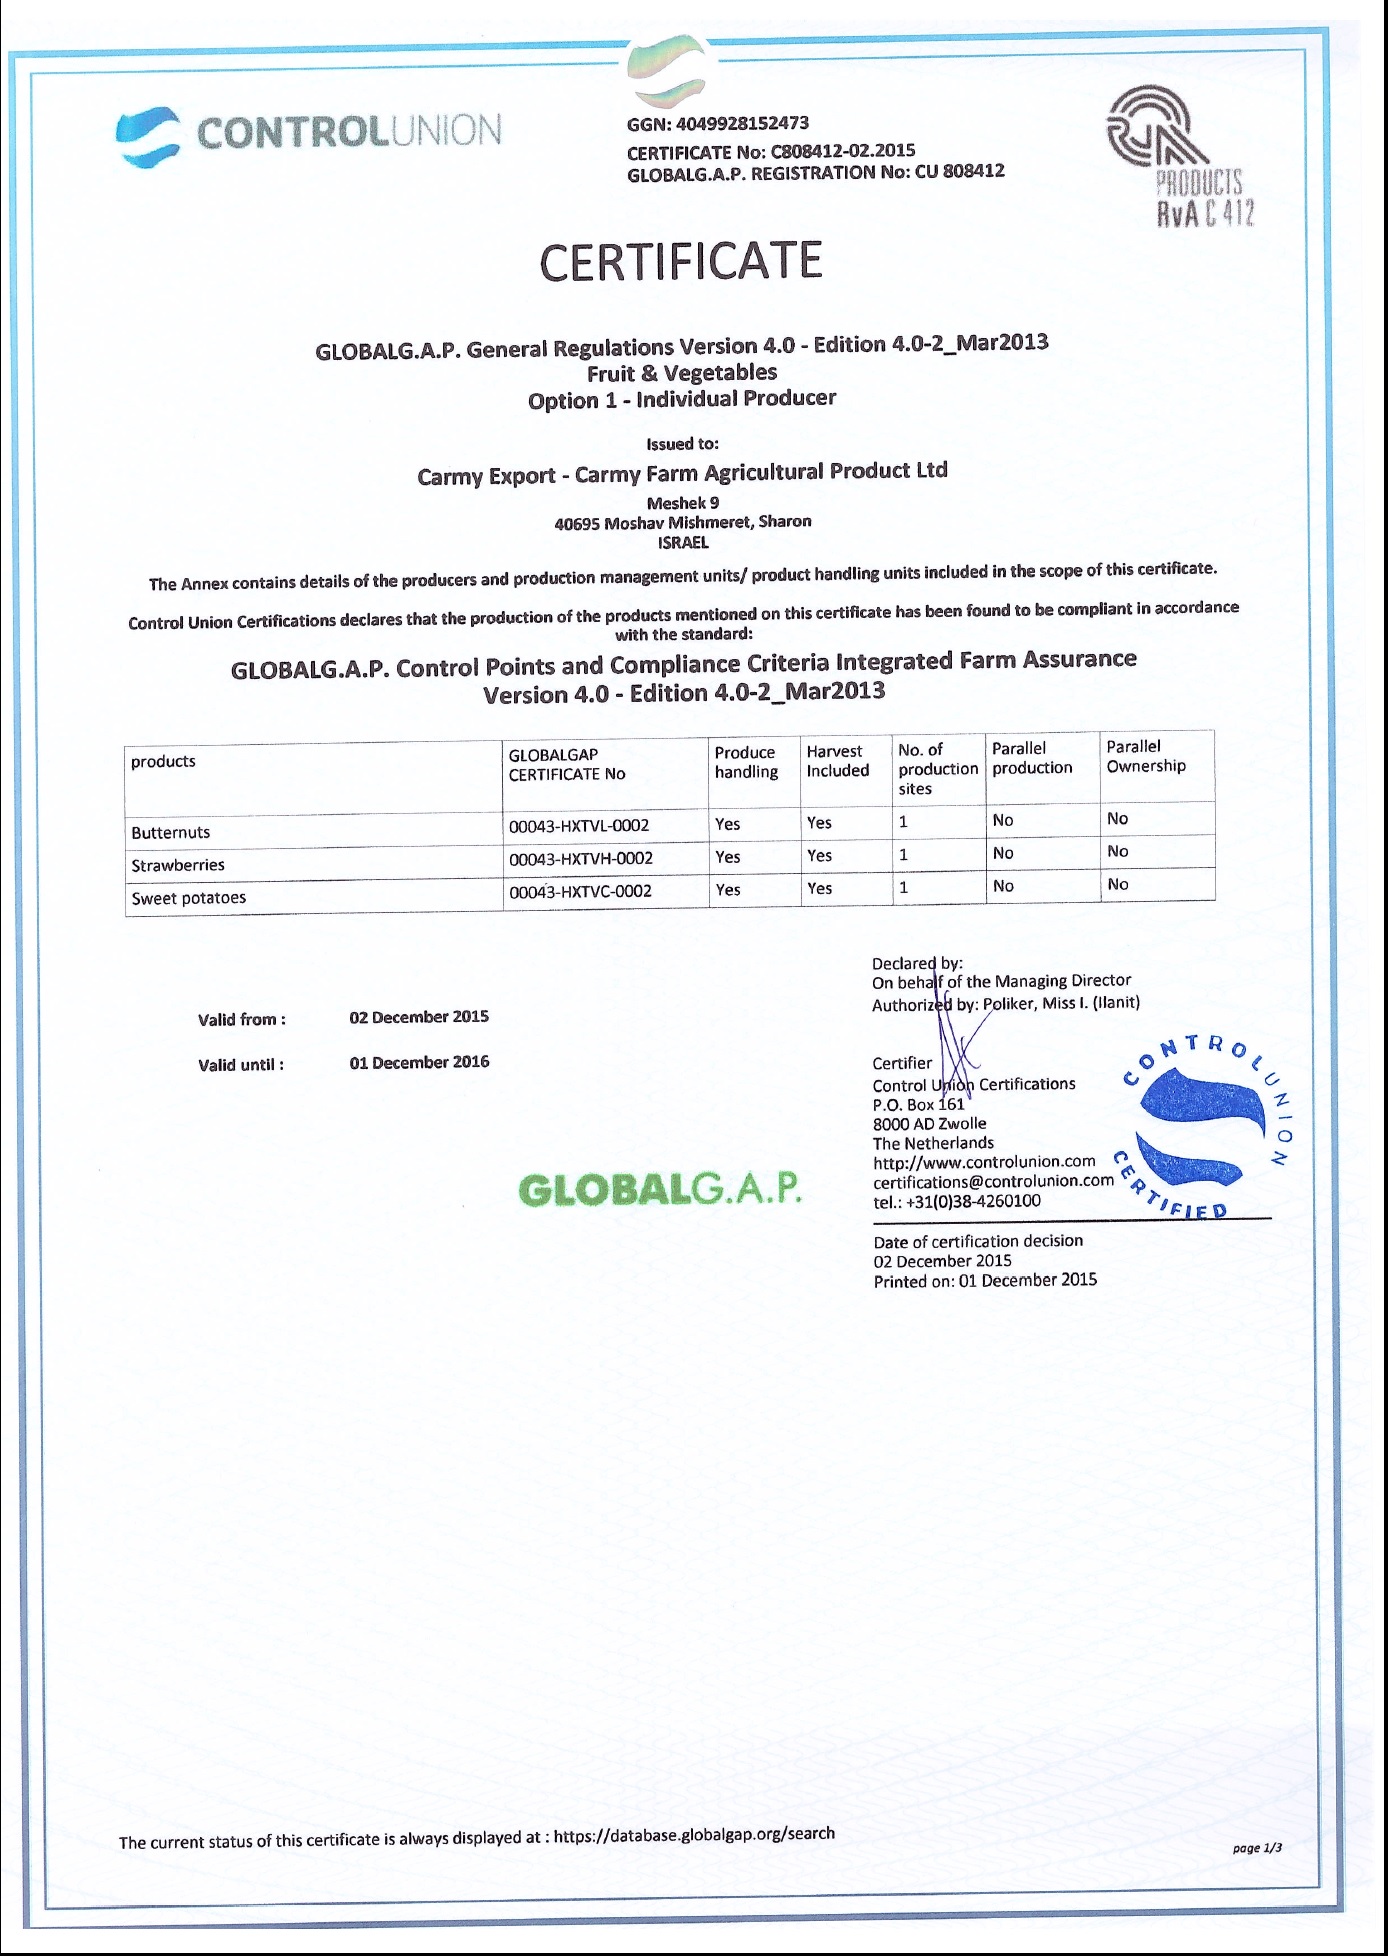 CONTROLUNION
GGN: 4049928152473
CERTIFICATE No: C808412-02.2015
GLOBALG.A.P. REGISTRATION No: CU 808412
PRODUCTS
RvA C 412
CERTIFICATE
GLOBALG.A.P. General Regulations Version 4.0 - Edition 4.0-2_Mar2013
Fruit & Vegetables
Option 1 - Individual Producer
Issued to:
Carmy Export - Carmy Farm Agricultural Product Ltd
Meshek 9
40695 Moshav Mishmeret, Sharon
ISRAEL
The Annex contains details of the producers and production management units/ product handling units included in the scope of this certificate.
Control Union Certifications declares that the production of the products mentioned on this certificate has been found to be compliant in accordance
with the standard:
GLOBALG.A.P. Control Points and Compliance Criteria Integrated Farm Assurance
Version 4.0 - Edition 4.0-2_Mar2013
products GLOBALGAP CERTIFICATE No Produce handling Harvest Included No. of production sites Parallel production Parallel Ownership
Butternuts 00043-HXTVL-0002 Yes Yes 1 No No
Strawberries 00043-HXTVH-0002 Yes Yes 1 No No
Sweet potatoes 00043-HXTVC-0002 Yes Yes 1 No No
Valid from : 02 December 2015
Valid until : 01 December 2016
GLOBALG.A.P.
Declared by:
On behalf of the Managing Director
Authorized by: Poliker, Miss I. (Ilanit)
Certifier
Control Union Certifications
P.O. Box 161
8000 AD Zwolle
The Netherlands
http://www.controlunion.com
certifications@controlunion.com
tel.: +31(0)38-4260100
CONTROLUNION
CERTIFIED
Date of certification decision
02 December 2015
Printed on: 01 December 2015
The current status of this certificate is always displayed at : https://database.globalgap.org/search
page 1/3